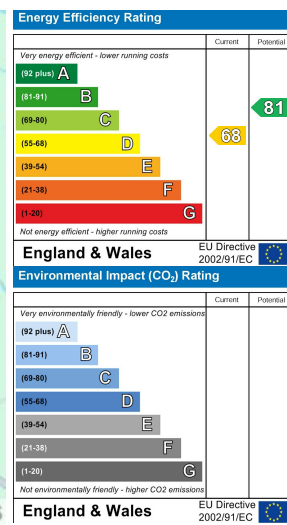 Energy Efficiency Rating
Current Potential
Very energy efficient - lower running costs
(92 plus) A
(81-91) B
81
(69-80) C
(55-68) D
68
(39-54) E
(21-38) F
(1-20) G
Not energy efficient - higher running costs
England & Wales
EU Directive
2002/91/EC
Environmental Impact (CO₂) Rating
Current Potential
Very environmentally friendly - lower CO2 emissions
(92 plus) A
(81-91) B
(69-80) C
(55-68) D
(39-54) E
(21-38) F
(1-20) G
Not environmentally friendly - higher CO2 emissions
England & Wales
EU Directive
2002/91/EC